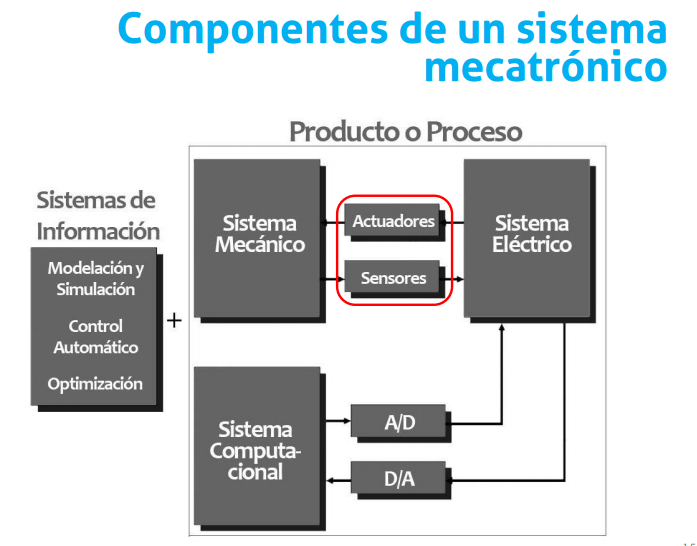 Componentes de un sistema
mecatrónico
Producto o Proceso
Sistemas de
Información
Modelación y
Simulación
Control
Automático
Optimización
+
Sistema
Mecánico
Actuadores
Sensores
Sistema
Eléctrico
Sistema
Computa-
cional
A/D
D/A